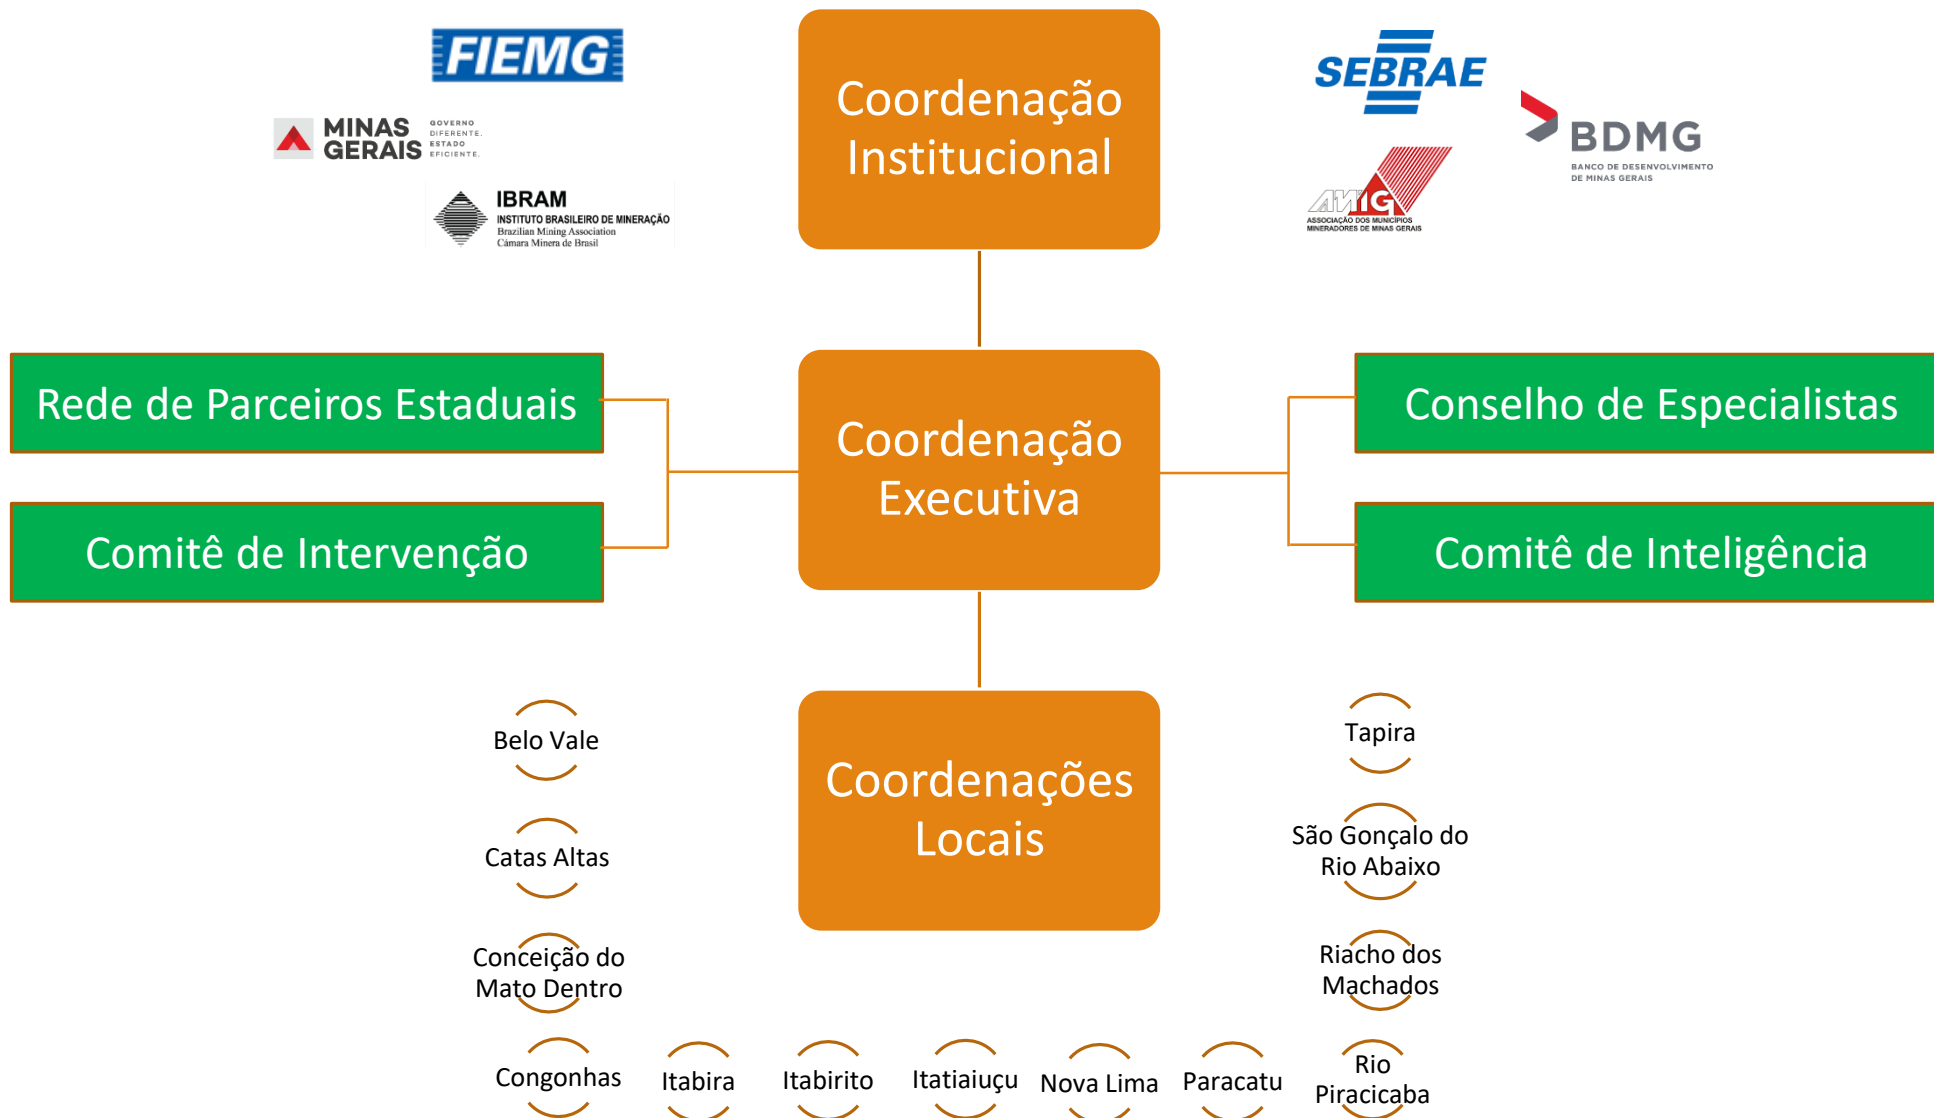 FIEMG
MINAS
GERAIS
GOVERNO
DIFERENTE.
ESTADO
EFICIENTE.
IBRAM
INSTITUTO BRASILEIRO DE MINERAÇÃO
Brazilian Mining Association
Cámara Minera de Brasil
Coordenação
Institucional
SEBRAE
BDMG
BANCO DE DESENVOLVIMENTO
DE MINAS GERAIS
AMIG
ASSOCIAÇÃO DOS MUNICÍPIOS
MINERADORES DE MINAS GERAIS
Rede de Parceiros Estaduais
Comitê de Intervenção
Coordenação
Executiva
Conselho de Especialistas
Comitê de Inteligência
Coordenações
Locais
Belo Vale
Catas Altas
Conceição do
Mato Dentro
Congonhas
Itabira
Itabirito
Itatiaiuçu
Nova Lima
Paracatu
Rio
Piracicaba
Riacho dos
Machados
São Gonçalo do
Rio Abaixo
Tapira